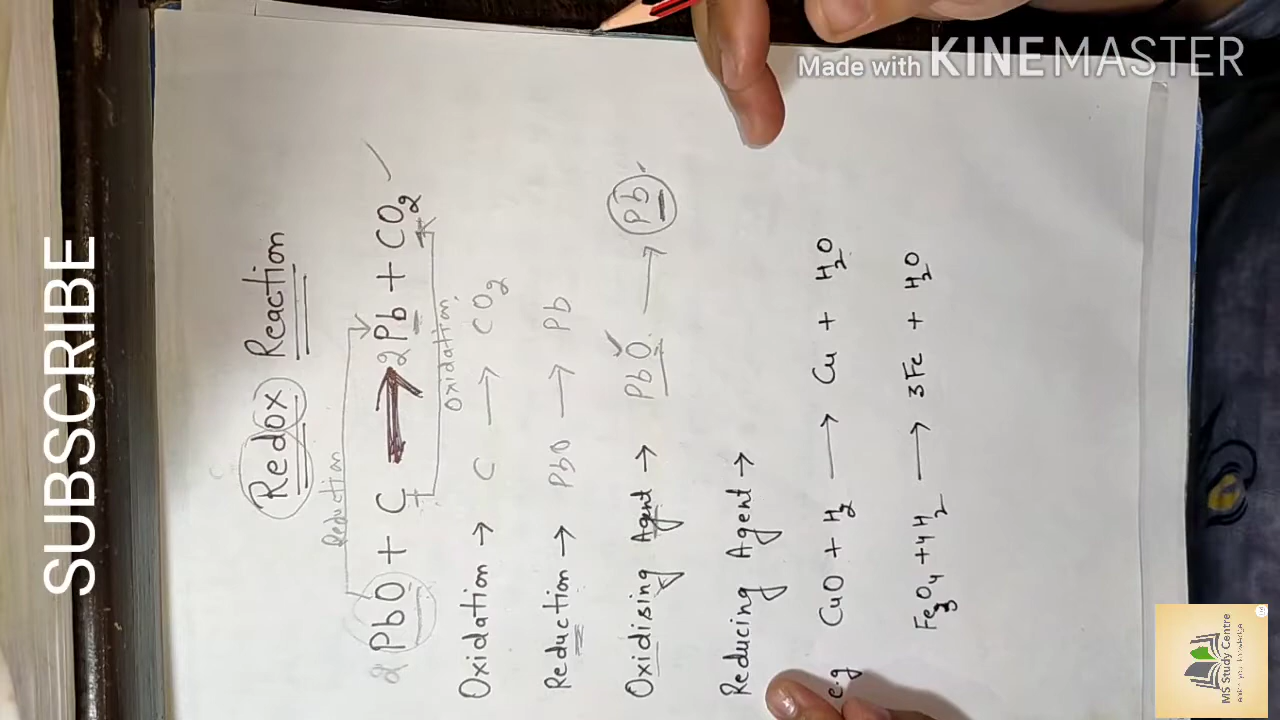 Made with KINEMASTER
SUBSCRIBE
Redox Reaction
Reduction
2PbO + C → 2Pb + CO2 ✓
Oxidation
Oxidation → C → CO2
Reduction → PbO → Pb
Oxidising Agent → PbO → Pb
Reducing Agent →
e.g CuO + H2 → Cu + H2O
Fe3O4 + 4H2 → 3Fe + H2O
MS Study Centre